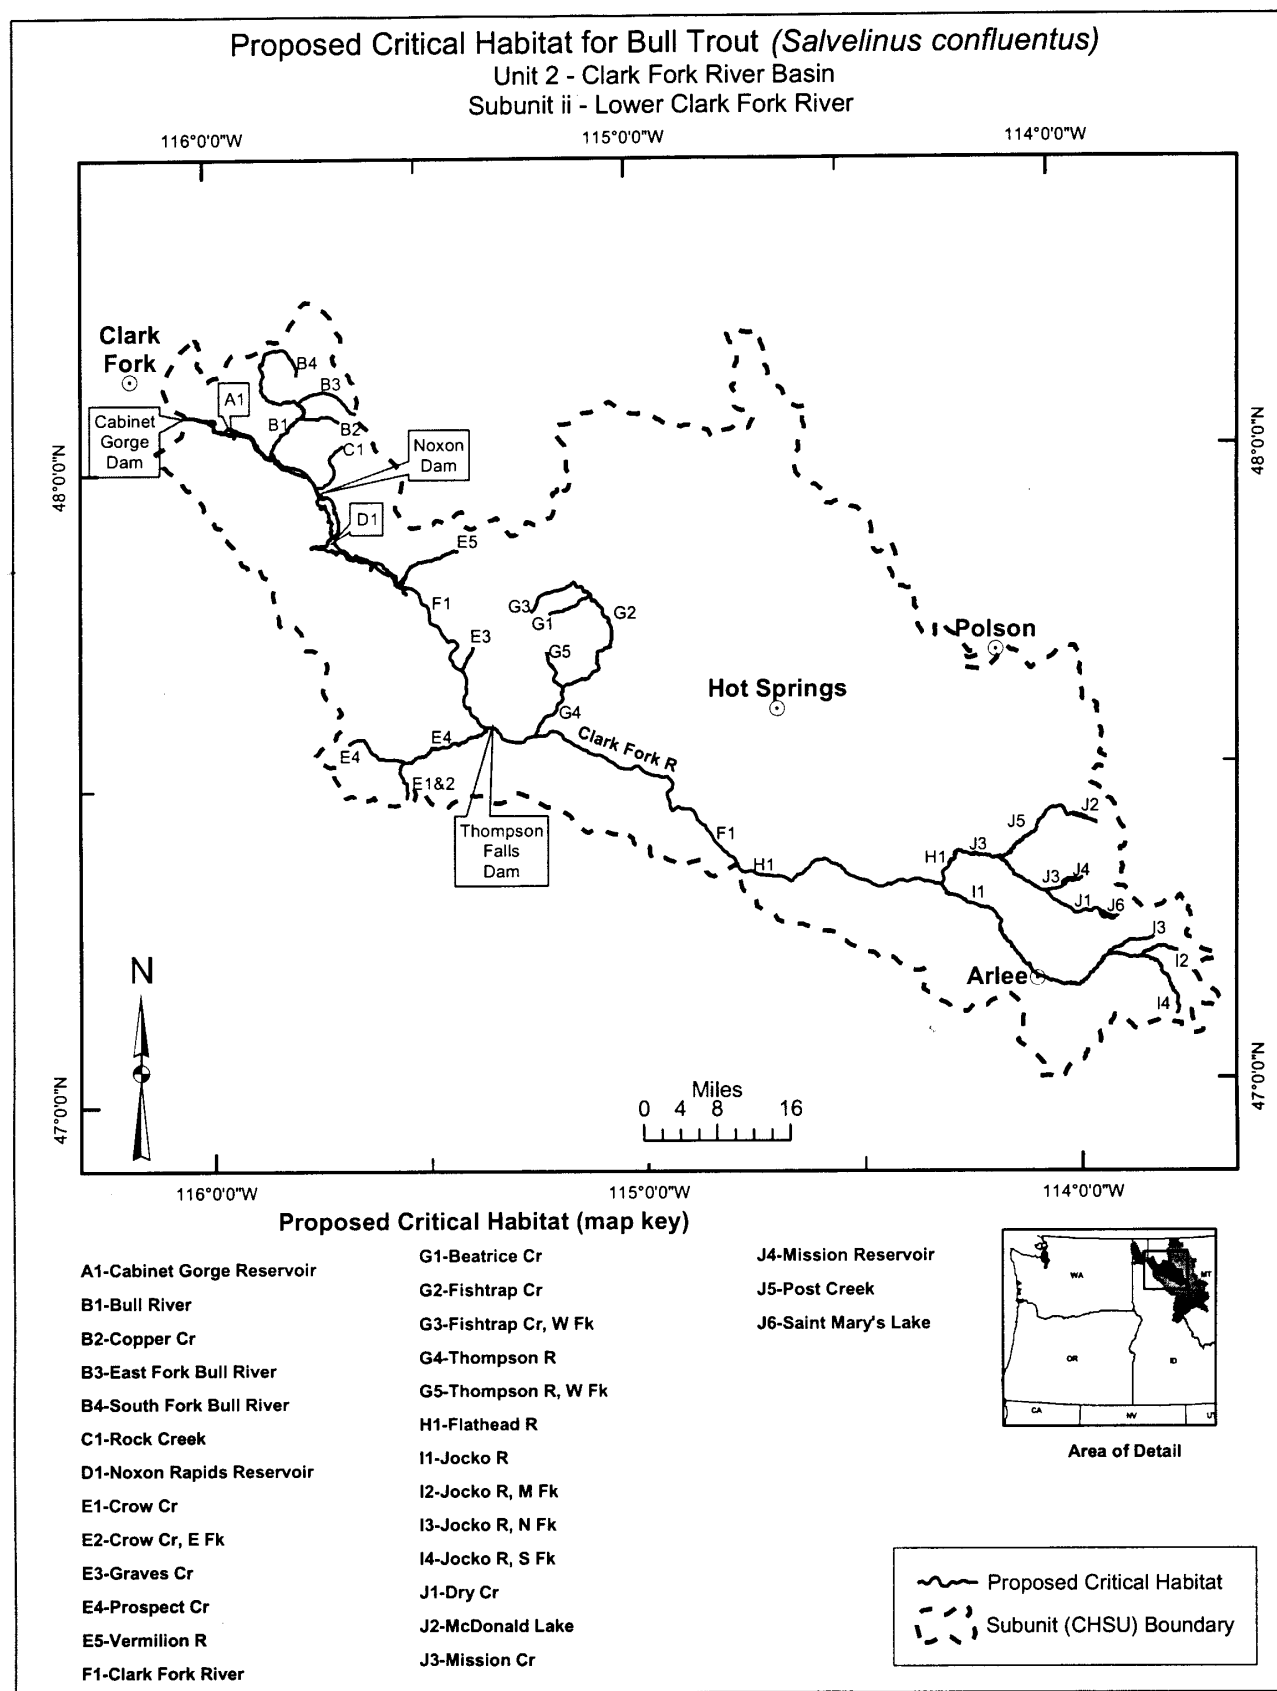 Proposed Critical Habitat for Bull Trout (Salvelinus confluentus)
Unit 2 - Clark Fork River Basin
Subunit ii - Lower Clark Fork River
116°0'0"W
115°0'0"W
114°0'0"W
48°0'0"N
48°0'0"N
Clark
Fork
A1
Cabinet
Gorge
Dam
B4
B3
B1
B2
C1
Noxon
Dam
D1
E5
F1
G3
G1
G2
E3
G5
Polson
Hot Springs
G4
E4
E4
E1&2
Clark Fork R
Thompson
Falls
Dam
F1
H1
H1
J3
J5
J2
J3
J4
J1
J6
I1
I3
I2
I4
Arlee
N
Miles
0 4 8 16
47°0'0"N
47°0'0"N
116°0'0"W
115°0'0"W
114°0'0"W
Proposed Critical Habitat (map key)
A1-Cabinet Gorge Reservoir
B1-Bull River
B2-Copper Cr
B3-East Fork Bull River
B4-South Fork Bull River
C1-Rock Creek
D1-Noxon Rapids Reservoir
E1-Crow Cr
E2-Crow Cr, E Fk
E3-Graves Cr
E4-Prospect Cr
E5-Vermilion R
F1-Clark Fork River
G1-Beatrice Cr
G2-Fishtrap Cr
G3-Fishtrap Cr, W Fk
G4-Thompson R
G5-Thompson R, W Fk
H1-Flathead R
I1-Jocko R
I2-Jocko R, M Fk
I3-Jocko R, N Fk
I4-Jocko R, S Fk
J1-Dry Cr
J2-McDonald Lake
J3-Mission Cr
J4-Mission Reservoir
J5-Post Creek
J6-Saint Mary's Lake
WA
MT
OR
ID
CA
NV
UT
Area of Detail
Proposed Critical Habitat
Subunit (CHSU) Boundary